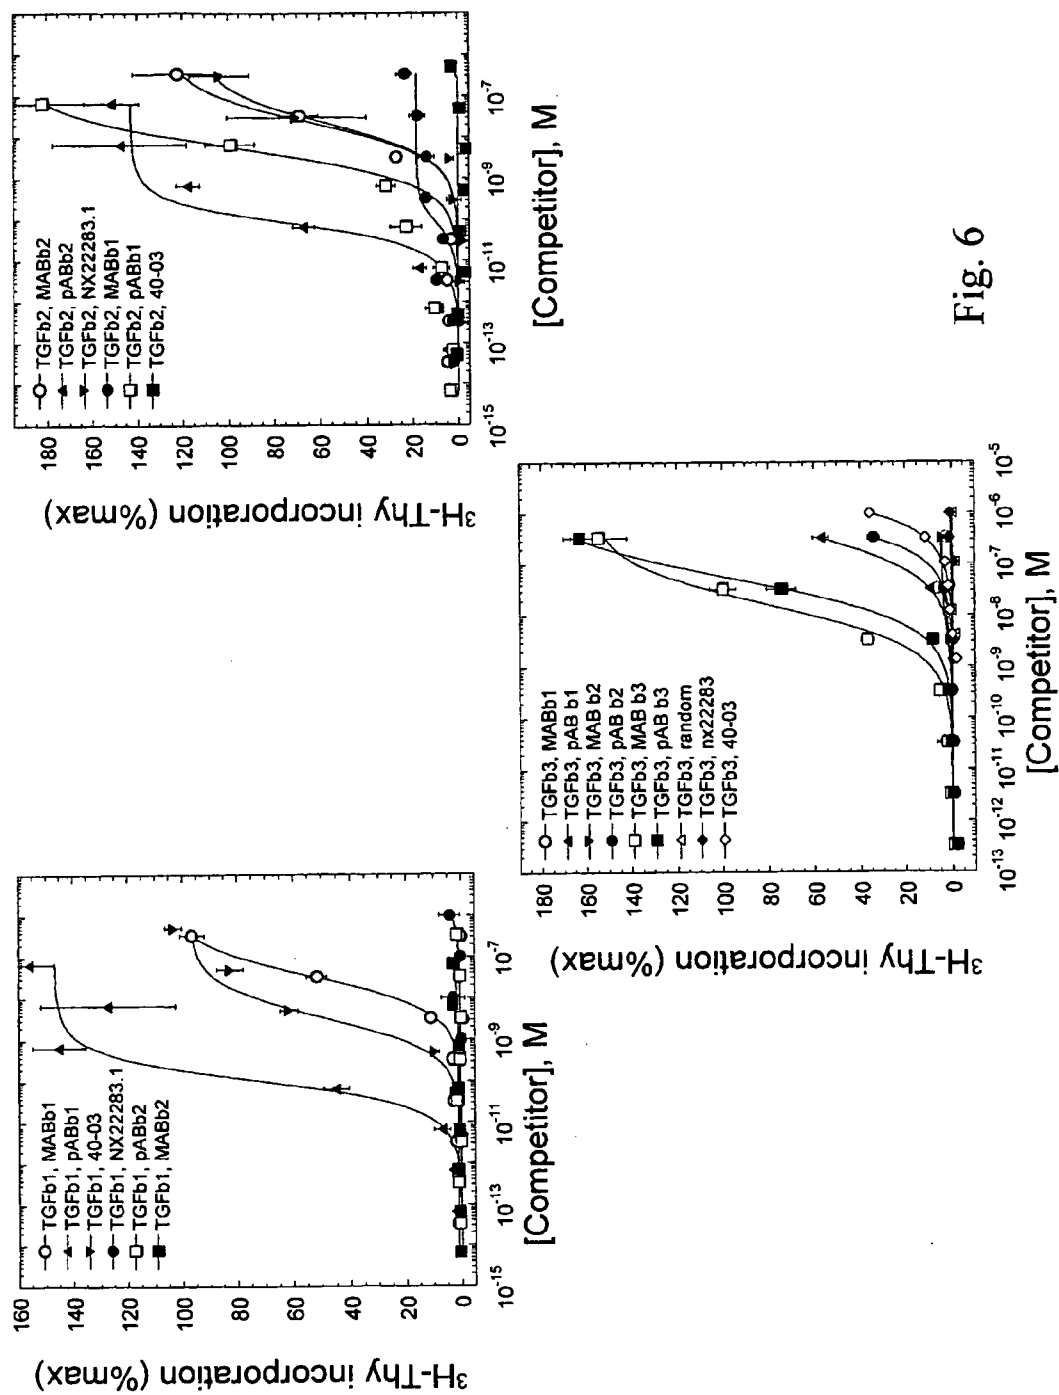 ³H-Thy incorporation (%max)
160
140
120
100
80
60
40
20
0
TGFb1, MABb1
TGFb1, pABb1
TGFb1, 40-03
TGFb1, NX22283.1
TGFb1, pABb2
TGFb1, MABb2
10⁻¹⁵ 10⁻¹³ 10⁻¹¹ 10⁻⁹ 10⁻⁷
[Competitor], M
³H-Thy incorporation (%max)
180
160
140
120
100
80
60
40
20
0
TGFb2, MABb2
TGFb2, pABb2
TGFb2, NX22283.1
TGFb2, MABb1
TGFb2, pABb1
TGFb2, 40-03
10⁻¹⁵ 10⁻¹³ 10⁻¹¹ 10⁻⁹ 10⁻⁷
[Competitor], M
³H-Thy incorporation (%max)
180
160
140
120
100
80
60
40
20
0
TGFb3, MABb1
TGFb3, pAB b1
TGFb3, MAB b2
TGFb3, pAB b2
TGFb3, MAB b3
TGFb3, pAB b3
TGFb3, random
TGFb3, nx22283
TGFb3, 40-03
10⁻¹³ 10⁻¹² 10⁻¹¹ 10⁻¹⁰ 10⁻⁹ 10⁻⁸ 10⁻⁷ 10⁻⁶ 10⁻⁵
[Competitor], M
Fig. 6